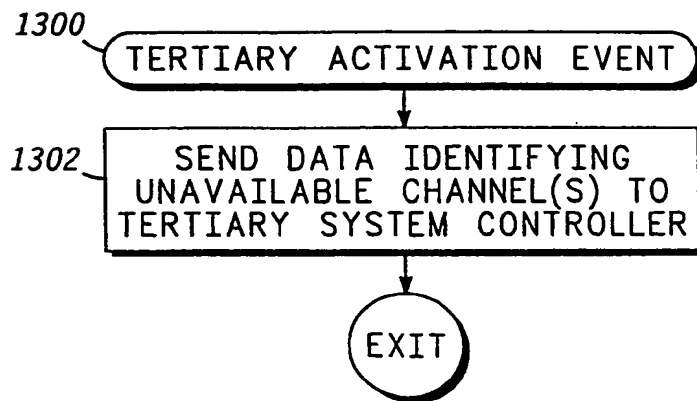 1300
TERTIARY ACTIVATION EVENT
1302
SEND DATA IDENTIFYING
UNAVAILABLE CHANNEL(S) TO
TERTIARY SYSTEM CONTROLLER
EXIT